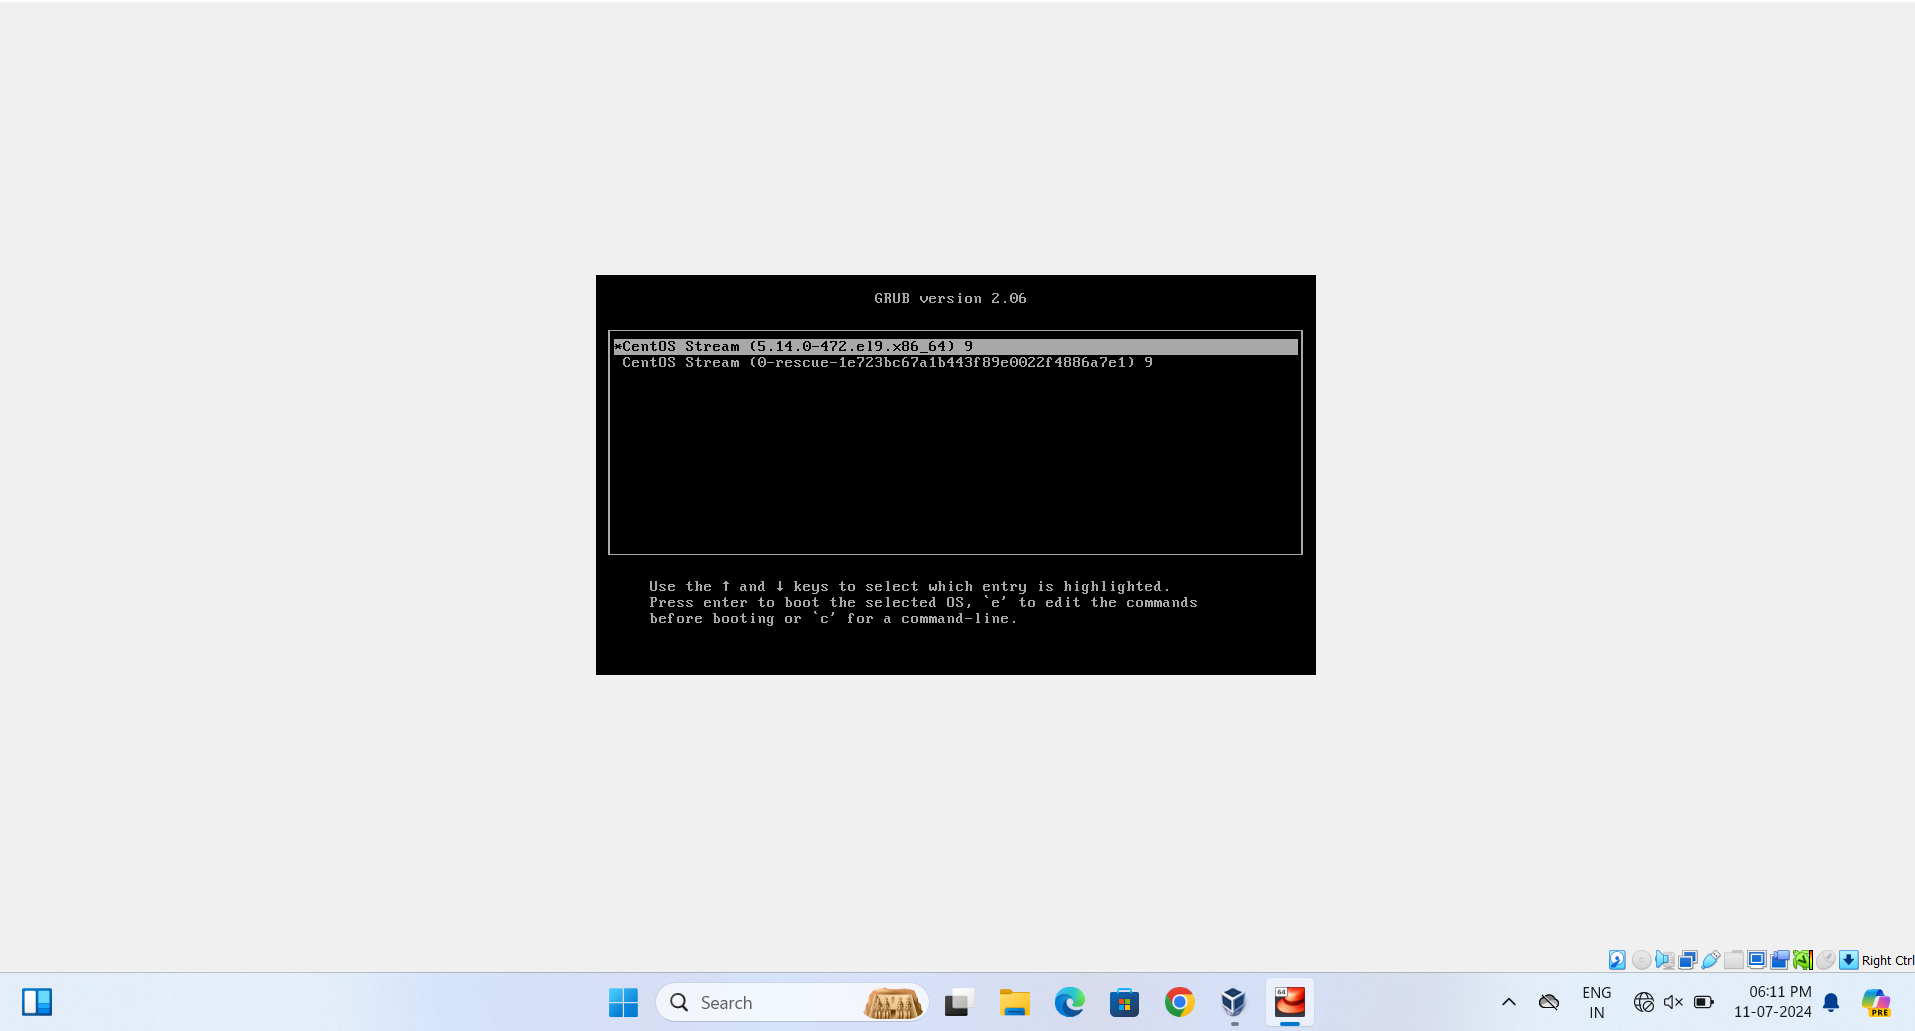 GRUB version 2.06
*CentOS Stream (5.14.0-472.el9.x86_64) 9
CentOS Stream (0-rescue-1e723bc67a1b443f89e0022f4886a7e1) 9
Use the ↑ and ↓ keys to select which entry is highlighted.
Press enter to boot the selected OS, `e' to edit the commands
before booting or `c' for a command-line.
Right Ctrl
Search
64
ENG
IN
06:11 PM
11-07-2024
PRE